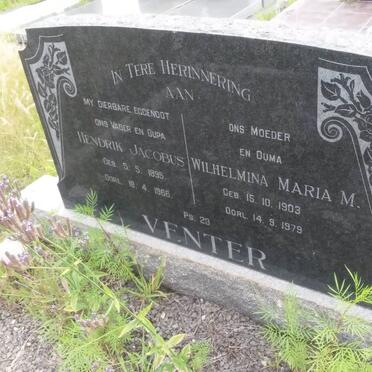 IN TERE HERINNERING
AAN
MY DIERBARE EGGENOOT
ONS VADER EN OUPA
HENDRIK JACOBUS
GEB. 5. 5. 1895
OORL. 18. 4. 1966
ONS MOEDER
EN OUMA
WILHELMINA MARIA M.
GEB. 16. 10. 1903
OORL. 14. 9. 1979
PS. 23
VENTER